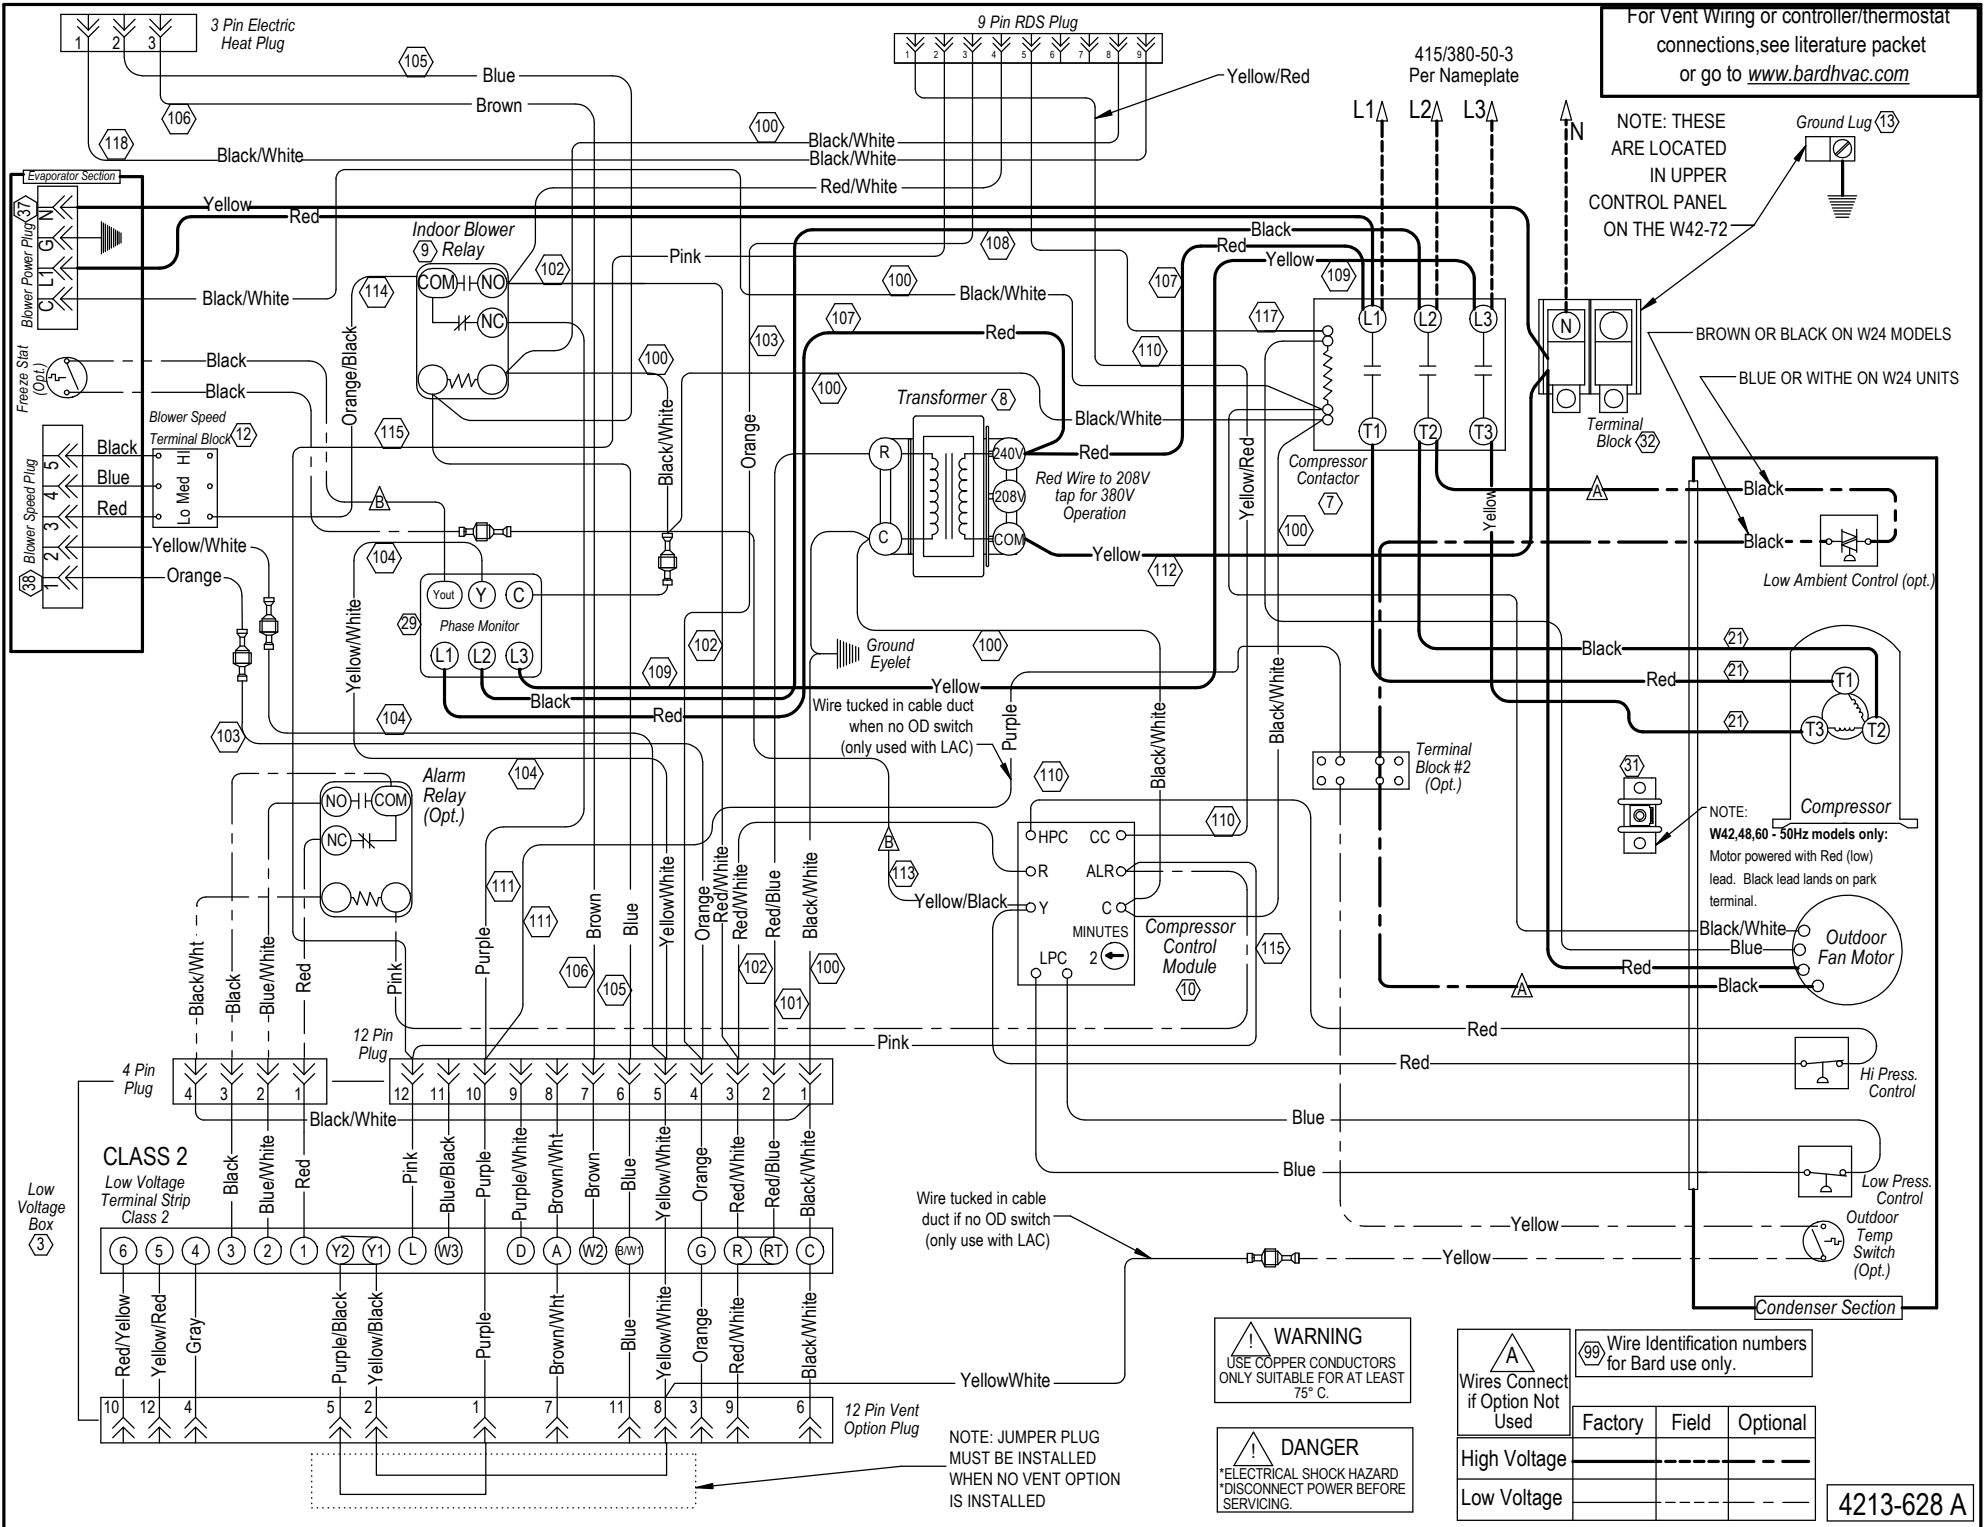 3 Pin Electric
Heat Plug
1 2 3
105
Blue
Brown
106
118
Black/White
9 Pin RDS Plug
1 2 3 4 5 6 7 8 9
Yellow/Red
100
Black/White
Black/White
Red/White
415/380-50-3
Per Nameplate
L1 L2 L3 N
For Vent Wiring or controller/thermostat
connections,see literature packet
or go to www.bardhvac.com
NOTE: THESE
ARE LOCATED
IN UPPER
CONTROL PANEL
ON THE W42-72
Ground Lug 13
Evaporator Section
Blower Power Plug 37
N
G
L1
C
Yellow
Red
Black/White
Indoor Blower
Relay
9
COM NO
NC
114
102
Pink
108
103
100
Black/White
107
Red
107
Black
Red
Yellow
109
117
110
L1 L2 L3
T1 T2 T3
Compressor
Contactor
7
N
Terminal
Block 32
BROWN OR BLACK ON W24 MODELS
BLUE OR WITHE ON W24 UNITS
Freeze Stat
(Opt.)
Black
Black
Orange/Black
115
100
Black/White
Orange
100
Transformer 8
Black/White
R
C
240V
208V
COM
Red
Red Wire to 208V
tap for 380V
Operation
Yellow
112
Yellow/Red
100
Yellow
Blower Speed
Terminal Block 12
Lo Med HI
Blower Speed Plug
38
5
4
3
2
1
Black
Blue
Red
Yellow/White
Orange
B
104
Yout Y C
29
Phase Monitor
L1 L2 L3
Yellow/White
109
102
Ground
Eyelet
100
Yellow
Black
Red
A
Black
Black
Low Ambient Control (opt.)
Black
21
Red
21
21
T1
T3 T2
Compressor
103
104
104
Wire tucked in cable duct
when no OD switch
(only used with LAC)
Purple
Black/White
Black/White
Terminal
Block #2
(Opt.)
31
NOTE:
W42,48,60 - 50Hz models only:
Motor powered with Red (low)
lead. Black lead lands on park
terminal.
Alarm
Relay
(Opt.)
NO COM
NC
110
HPC CC
R ALR
Y C
MINUTES
LPC 2
110
B
113
Yellow/Black
Compressor
Control
Module
10
115
Black/White
Blue
Red
Black
A
Outdoor
Fan Motor
Black/Wht
Black
Blue/White
Red
Pink
Purple
111
111
Brown
106
Blue
105
YellowWhite
Orange
Red/White
Red/White
102
Red/Blue
101
Black/White
100
Red
Red
Hi Press.
Control
Pink
12 Pin
Plug
4 Pin
Plug
4 3 2 1
12 11 10 9 8 7 6 5 4 3 2 1
Black/White
Blue
Blue
Low Press.
Control
CLASS 2
Low Voltage
Terminal Strip
Class 2
Black
Blue/White
Red
Pink
Blue/Black
Purple
Purple/White
Brown/Wht
Brown
Blue
Yellow/White
Orange
Red/White
Red/Blue
Black/White
Low
Voltage
Box
3
6 5 4 3 2 1 Y2 Y1 L W3 D A W2 B/W1 G R RT C
Wire tucked in cable
duct if no OD switch
(only use with LAC)
Yellow
Yellow
Outdoor
Temp
Switch
(Opt.)
Condenser Section
Red/Yellow
Yellow/Red
Gray
Purple/Black
Yellow/Black
Purple
Brown/Wht
Blue
Yellow/White
Orange
Red/White
Black/White
YellowWhite
10 12 4 5 2 1 7 11 8 3 9 6
12 Pin Vent
Option Plug
NOTE: JUMPER PLUG
MUST BE INSTALLED
WHEN NO VENT OPTION
IS INSTALLED
! WARNING
USE COPPER CONDUCTORS
ONLY SUITABLE FOR AT LEAST
75° C.
! DANGER
*ELECTRICAL SHOCK HAZARD
*DISCONNECT POWER BEFORE
SERVICING.
A
Wires Connect
if Option Not
Used
99 Wire Identification numbers
for Bard use only.
Factory Field Optional
High Voltage
Low Voltage
4213-628 A